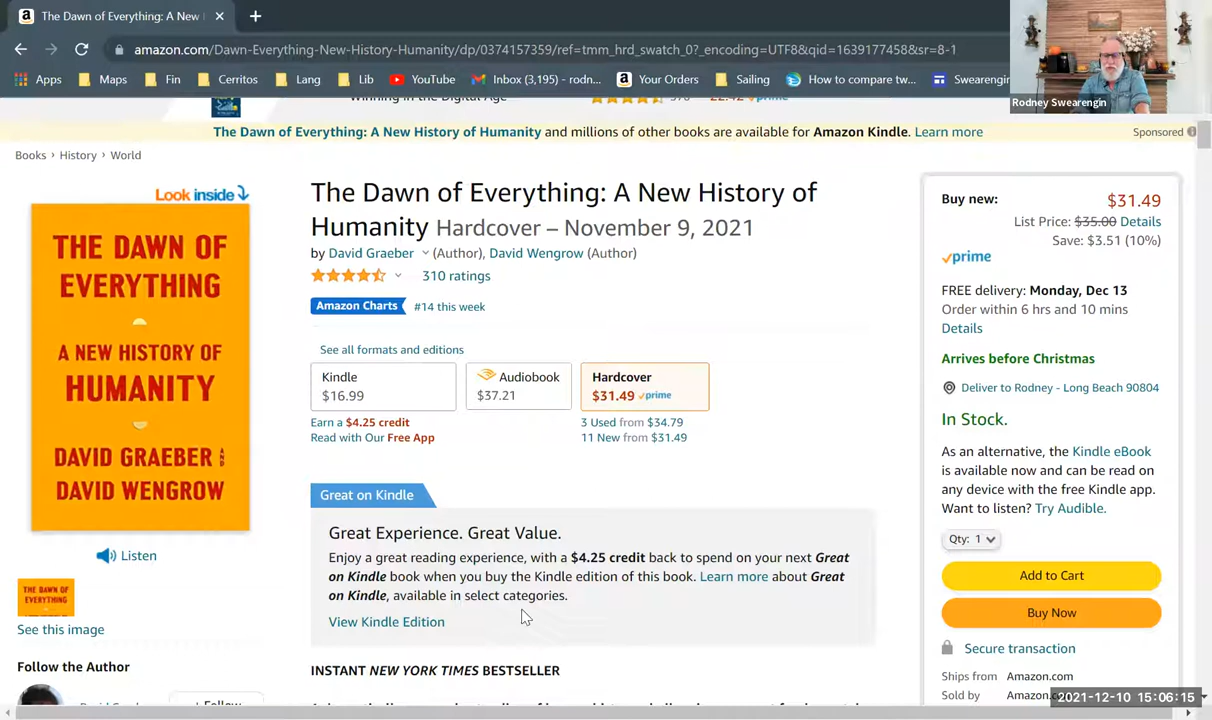 The Dawn of Everything: A New
amazon.com/Dawn-Everything-New-History-Humanity/dp/0374157359/ref=tmm_hrd_swatch_0?_encoding=UTF8&qid=1639177458&sr=8-1
Apps Maps Fin Cerritos Lang Lib YouTube Inbox (3,195) - rodn... Your Orders Sailing How to compare tw... Swearengin
Rodney Swearengin
Winning in the Digital Age
The Dawn of Everything: A New History of Humanity and millions of other books are available for Amazon Kindle. Learn more
Sponsored
Books › History › World
Look inside
THE DAWN OF
EVERYTHING
A NEW HISTORY OF
HUMANITY
DAVID GRAEBER AND
DAVID WENGROW
Listen
THE DAWN OF
EVERYTHING
See this image
Follow the Author
Follow
The Dawn of Everything: A New History of
Humanity Hardcover – November 9, 2021
by David Graeber (Author), David Wengrow (Author)
310 ratings
Amazon Charts #14 this week
See all formats and editions
Kindle
$16.99
Audiobook
$37.21
Hardcover
$31.49 prime
Earn a $4.25 credit
Read with Our Free App
3 Used from $34.79
11 New from $31.49
Great on Kindle
Great Experience. Great Value.
Enjoy a great reading experience, with a $4.25 credit back to spend on your next Great
on Kindle book when you buy the Kindle edition of this book. Learn more about Great
on Kindle, available in select categories.
View Kindle Edition
INSTANT NEW YORK TIMES BESTSELLER
Buy new: $31.49
List Price: $35.00 Details
Save: $3.51 (10%)
prime
FREE delivery: Monday, Dec 13
Order within 6 hrs and 10 mins
Details
Arrives before Christmas
Deliver to Rodney - Long Beach 90804
In Stock.
As an alternative, the Kindle eBook
is available now and can be read on
any device with the free Kindle app.
Want to listen? Try Audible.
Qty: 1
Add to Cart
Buy Now
Secure transaction
Ships from Amazon.com
Sold by
2021-12-10 15:06:15